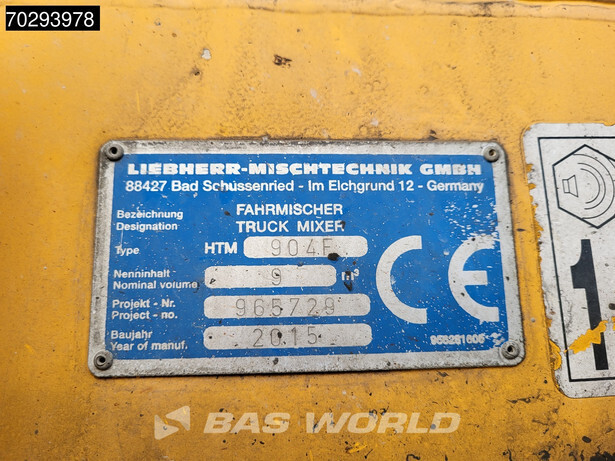 70293978
LIEBHERR-MISCHTECHNIK GMBH
88427 Bad Schussenried - Im Elchgrund 12 - Germany
Bezeichnung FAHRMISCHER
Designation TRUCK MIXER
Type HTM 904F
Nenninhalt
Nominal volume 9 m³
Projekt - Nr.
Project - no. 965729
Baujahr
Year of manuf. 2015
CE
1
BAS WORLD